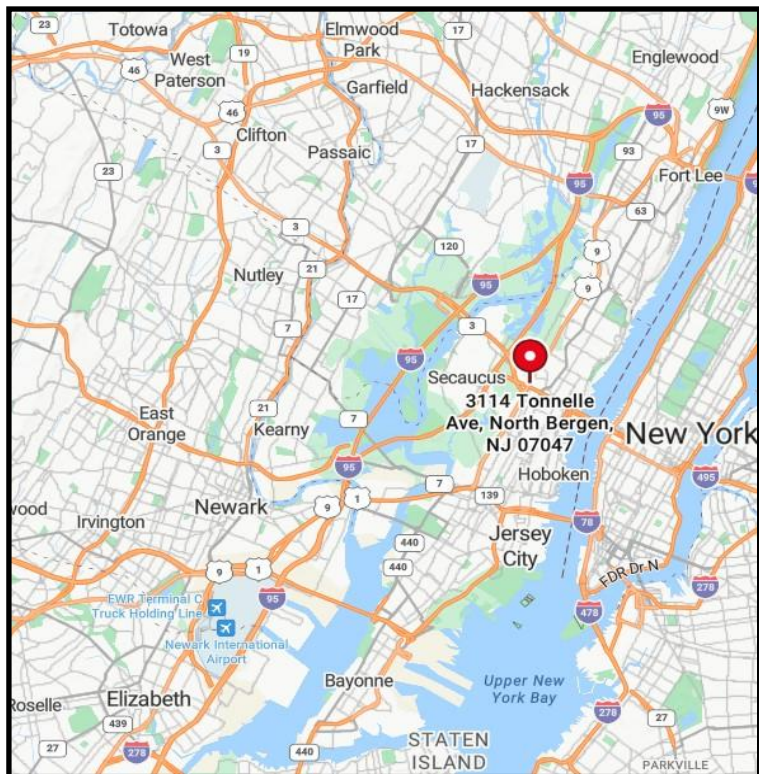 23
Totowa
Elmwood
Park
17
19
West
Paterson
46
Garfield
Hackensack
Englewood
46
Clifton
95
9W
3
Passaic
17
93
23
Fort Lee
95
63
3
120
9
Nutley
21
17
95
9
7
3
95
Secaucus
3114 Tonnelle
Ave, North Bergen,
NJ 07047
East
Orange
21
Kearny
7
New York
95
7
Hoboken
495
Newark
9
1
139
wood
Irvington
78
Jersey
City
440
440
FDR Dr N
9
1
EWR Terminal C
Truck Holding Line
95
278
478
Newark International
Airport
Bayonne
Upper New
York Bay
Roselle
Elizabeth
439
278
27
27
278
440
STATEN
ISLAND
PARKVILLE